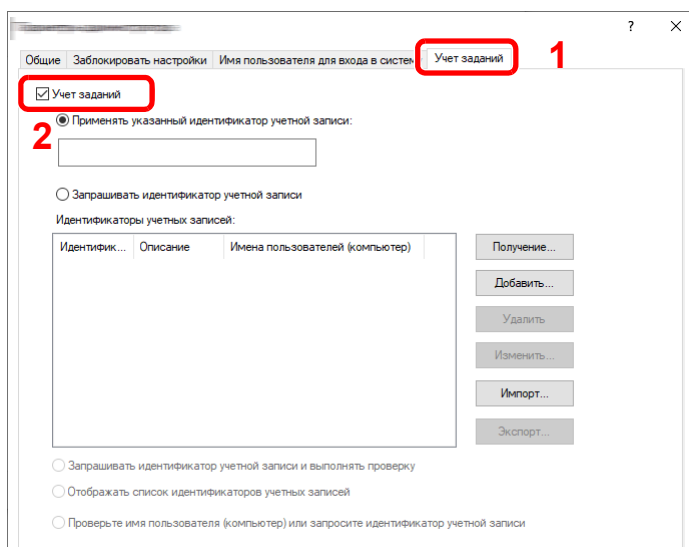 ? ×
Общие Заблокировать настройки Имя пользователя для входа в систем Учет заданий 1
Учет заданий
2
Применять указанный идентификатор учетной записи:
Запрашивать идентификатор учетной записи
Идентификаторы учетных записей:
Идентифик... Описание Имена пользователей (компьютер)
Получение...
Добавить...
Удалить
Изменить...
Импорт...
Экспорт...
Запрашивать идентификатор учетной записи и выполнять проверку
Отображать список идентификаторов учетных записей
Проверьте имя пользователя (компьютер) или запросите идентификатор учетной записи